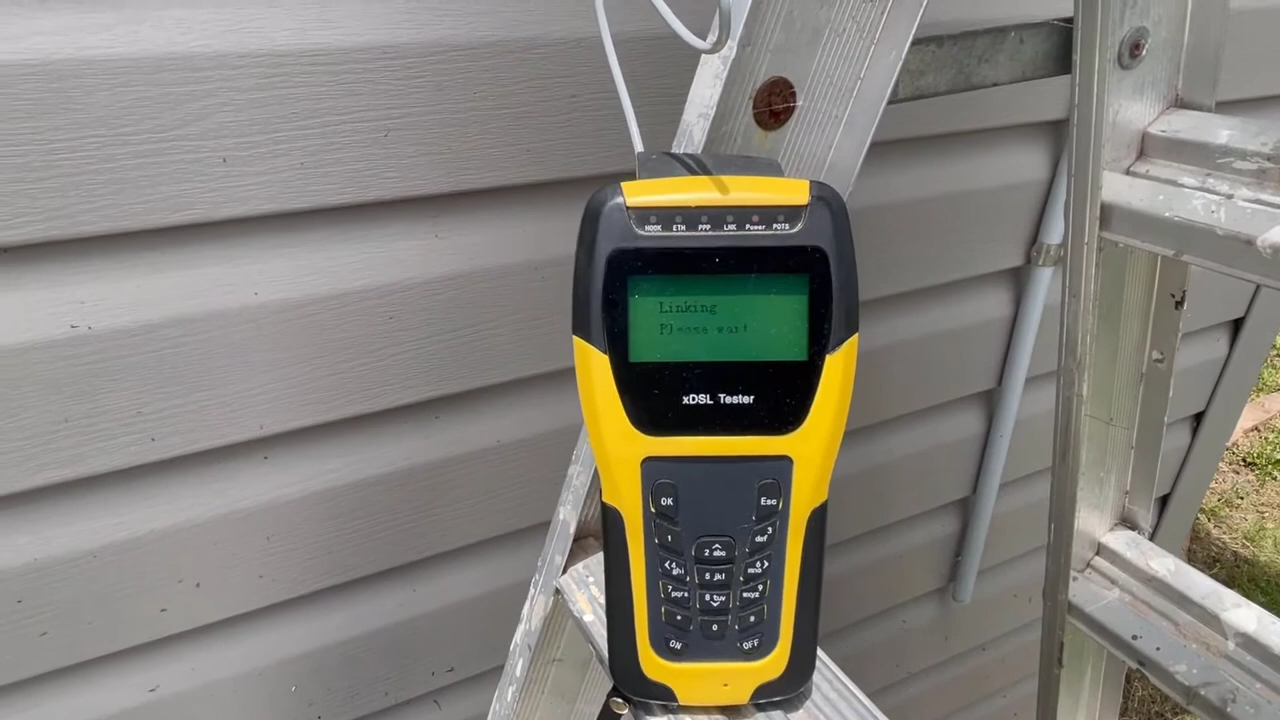 HOOK ETH PPP LNK Power POTS
Linking
Please wait
xDSL Tester
OK Esc
1 2 abc def 3
4 ghi 5 jkl 6 mno
7 pqrs 8 tuv 9 wxyz
* 0 #
ON OFF